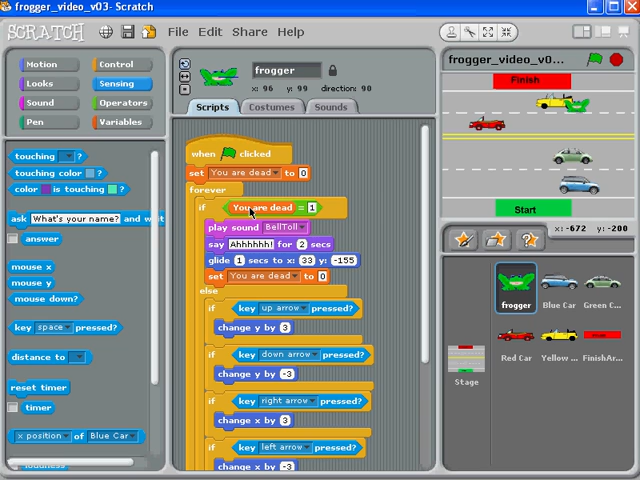 frogger_video_v03- Scratch
SCRATCH
File Edit Share Help
Motion Control
Looks Sensing
Sound Operators
Pen Variables
touching ?
touching color ?
color is touching ?
ask What's your name? and wait
answer
mouse x
mouse y
mouse down?
key space pressed?
distance to
reset timer
timer
x position of Blue Car
loudness
frogger
x: 96 y: 99 direction: 90
Scripts Costumes Sounds
when clicked
set You are dead to 0
forever
if You are dead = 1
play sound BellToll
say Ahhhhhh! for 2 secs
glide 1 secs to x: 33 y: -155
set You are dead to 0
else
if key up arrow pressed?
change y by 3
if key down arrow pressed?
change y by -3
if key right arrow pressed?
change x by 3
if key left arrow pressed?
change x by -3
frogger_video_v0...
Finish
Start
x: -672 y: -200
frogger Blue Car Green C...
Red Car Yellow ... FinishAr...
Stage